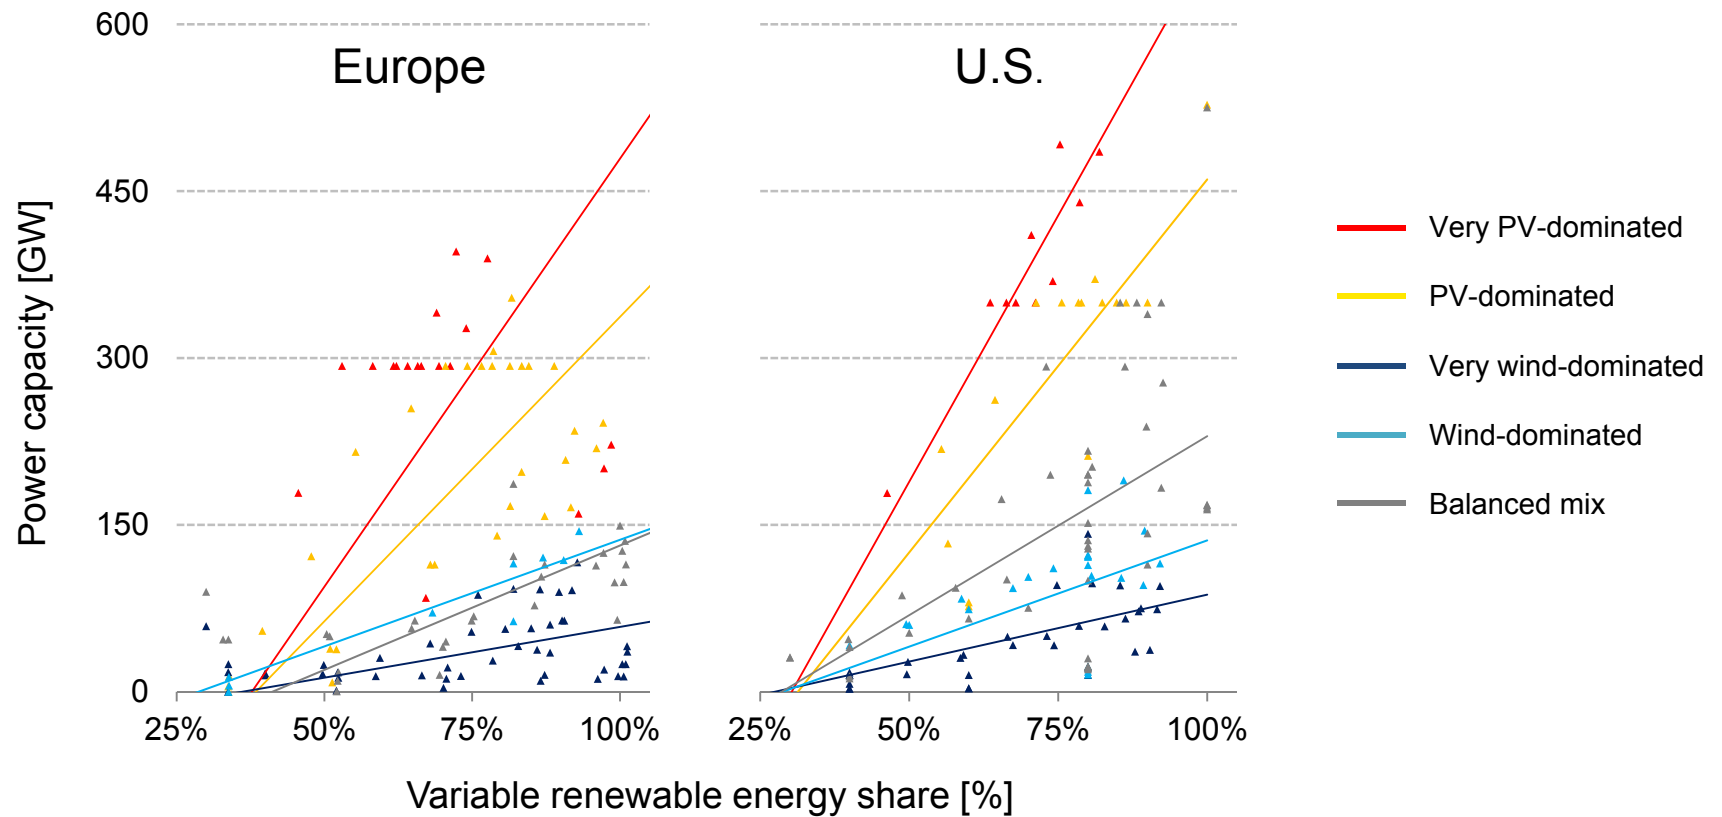 600
450
300
150
0
Power capacity [GW]
Europe
U.S.
25%
50%
75%
100%
25%
50%
75%
100%
Variable renewable energy share [%]
Very PV-dominated
PV-dominated
Very wind-dominated
Wind-dominated
Balanced mix